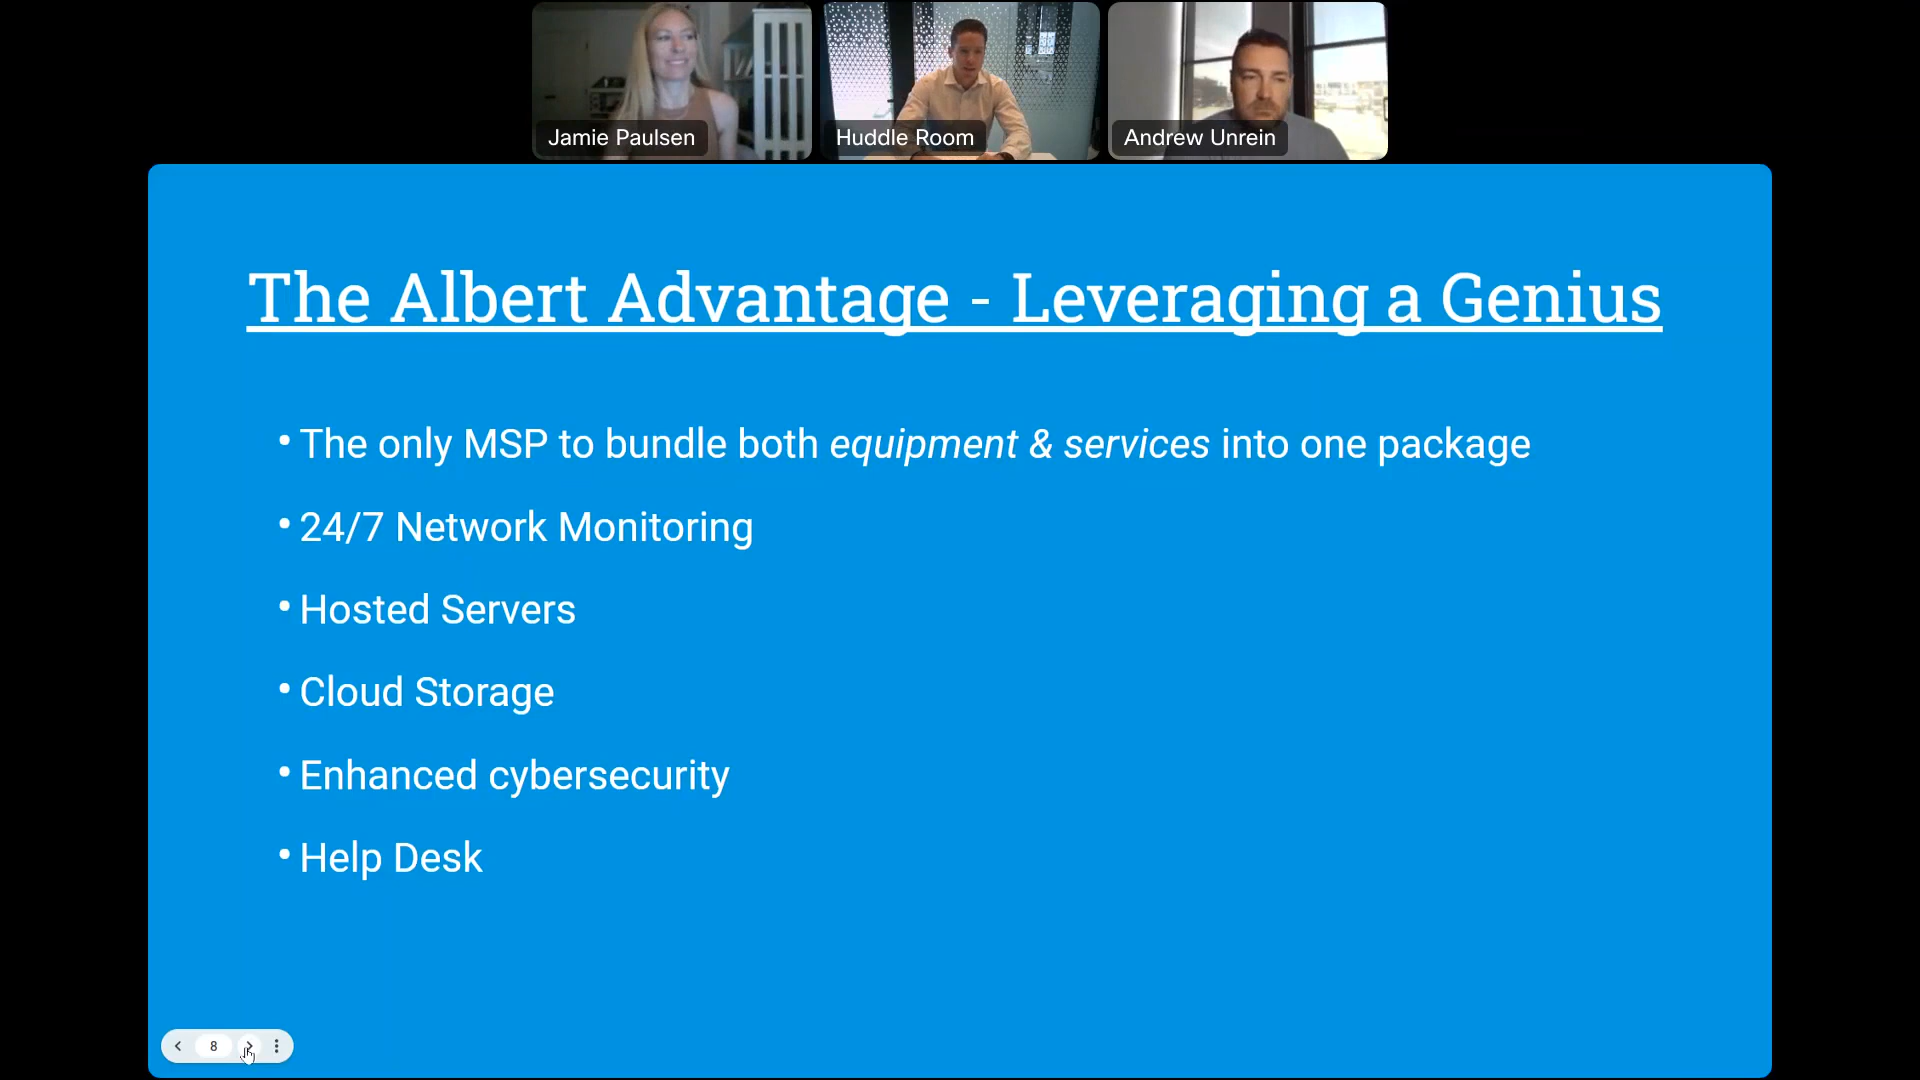 Jamie Paulsen
Huddle Room
Andrew Unrein
The Albert Advantage - Leveraging a Genius
• The only MSP to bundle both equipment & services into one package
• 24/7 Network Monitoring
• Hosted Servers
• Cloud Storage
• Enhanced cybersecurity
• Help Desk
8